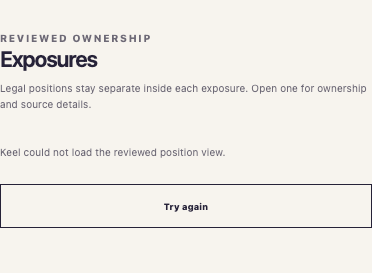 REVIEWED OWNERSHIP
Exposures
Legal positions stay separate inside each exposure. Open one for ownership
and source details.
Keel could not load the reviewed position view.
Try again